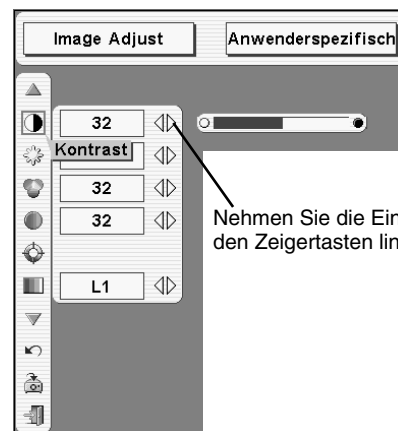 Image Adjust
Anwenderspezifisch
32
Kontrast
32
32
L1
Nehmen Sie die Ein
den Zeigertasten lin